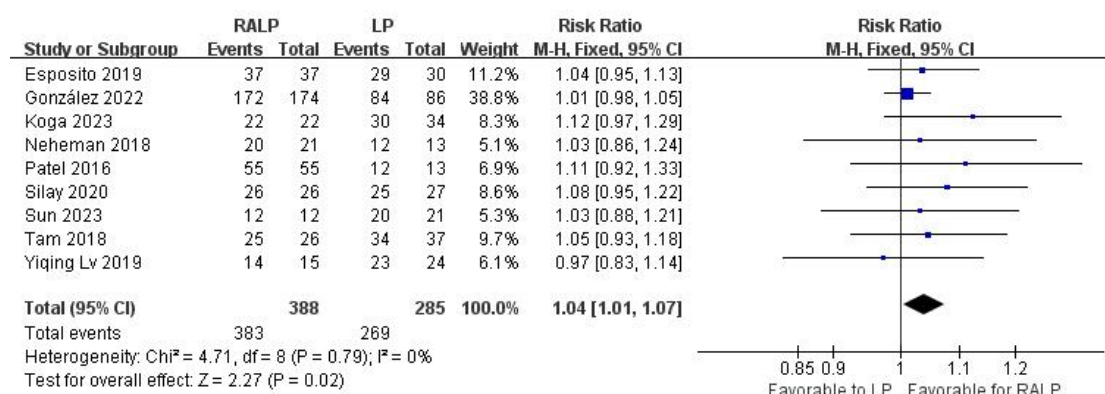 RALP LP Risk Ratio Risk Ratio
Study or Subgroup Events Total Events Total Weight M-H, Fixed, 95% CI M-H, Fixed, 95% CI
Esposito 2019 37 37 29 30 11.2% 1.04 [0.95, 1.13]
González 2022 172 174 84 86 38.8% 1.01 [0.98, 1.05]
Koga 2023 22 22 30 34 8.3% 1.12 [0.97, 1.29]
Neheman 2018 20 21 12 13 5.1% 1.03 [0.86, 1.24]
Patel 2016 55 55 12 13 5.0% 1.11 [0.92, 1.33]
Silay 2020 26 26 25 27 8.6% 1.08 [0.95, 1.22]
Sun 2023 12 12 20 21 5.3% 1.03 [0.88, 1.21]
Tam 2018 25 26 34 37 9.7% 1.05 [0.93, 1.18]
Yiqing Lv 2019 14 15 23 24 6.1% 0.97 [0.83, 1.14]
Total (95% CI) 388 285 100.0% 1.04 [1.01, 1.07]
Total events 383 269
Heterogeneity: Chi² = 4.71, df = 8 (P = 0.79); I² = 0%
Test for overall effect: Z = 2.27 (P = 0.02)
0.85 0.9 1 1.1 1.2
Favorable to LP Favorable for RALP